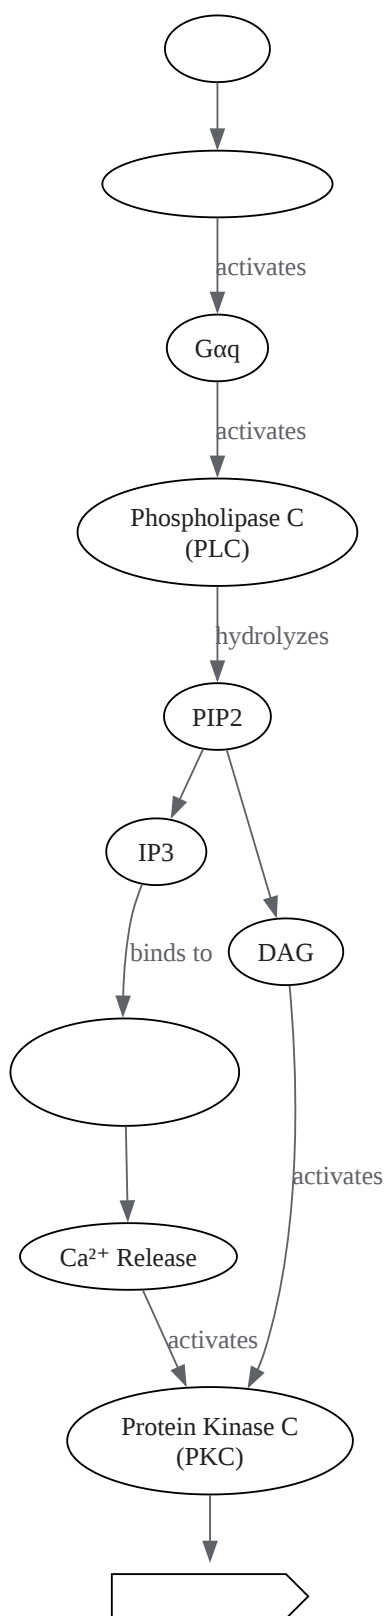 activates
Gαq
activates
Phospholipase C
(PLC)
hydrolyzes
PIP2
IP3
binds to
DAG
activates
Ca²⁺ Release
activates
Protein Kinase C
(PKC)